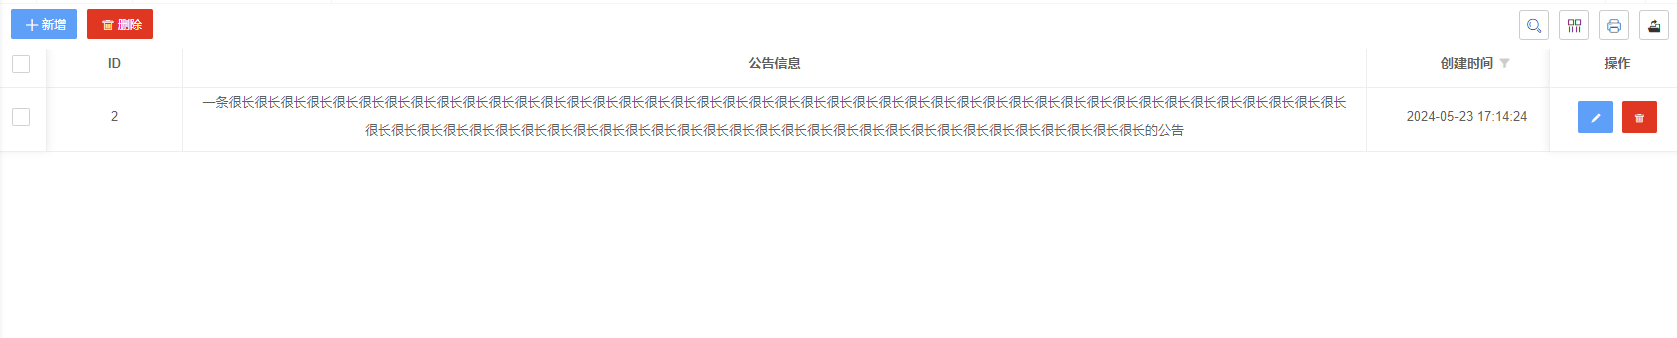 新增 删除
ID 公告信息 创建时间 操作
2 一条很长很长很长很长很长很长很长很长很长很长很长很长很长很长很长很长很长很长很长很长很长很长很长很长很长很长很长很长很长很长很长很长很长很长很长很长很长很长很长很长很长很长很长 2024-05-23 17:14:24
很长很长很长很长很长很长很长很长很长很长很长很长很长很长很长很长很长很长很长很长很长很长很长很长很长很长很长很长很长很长的公告